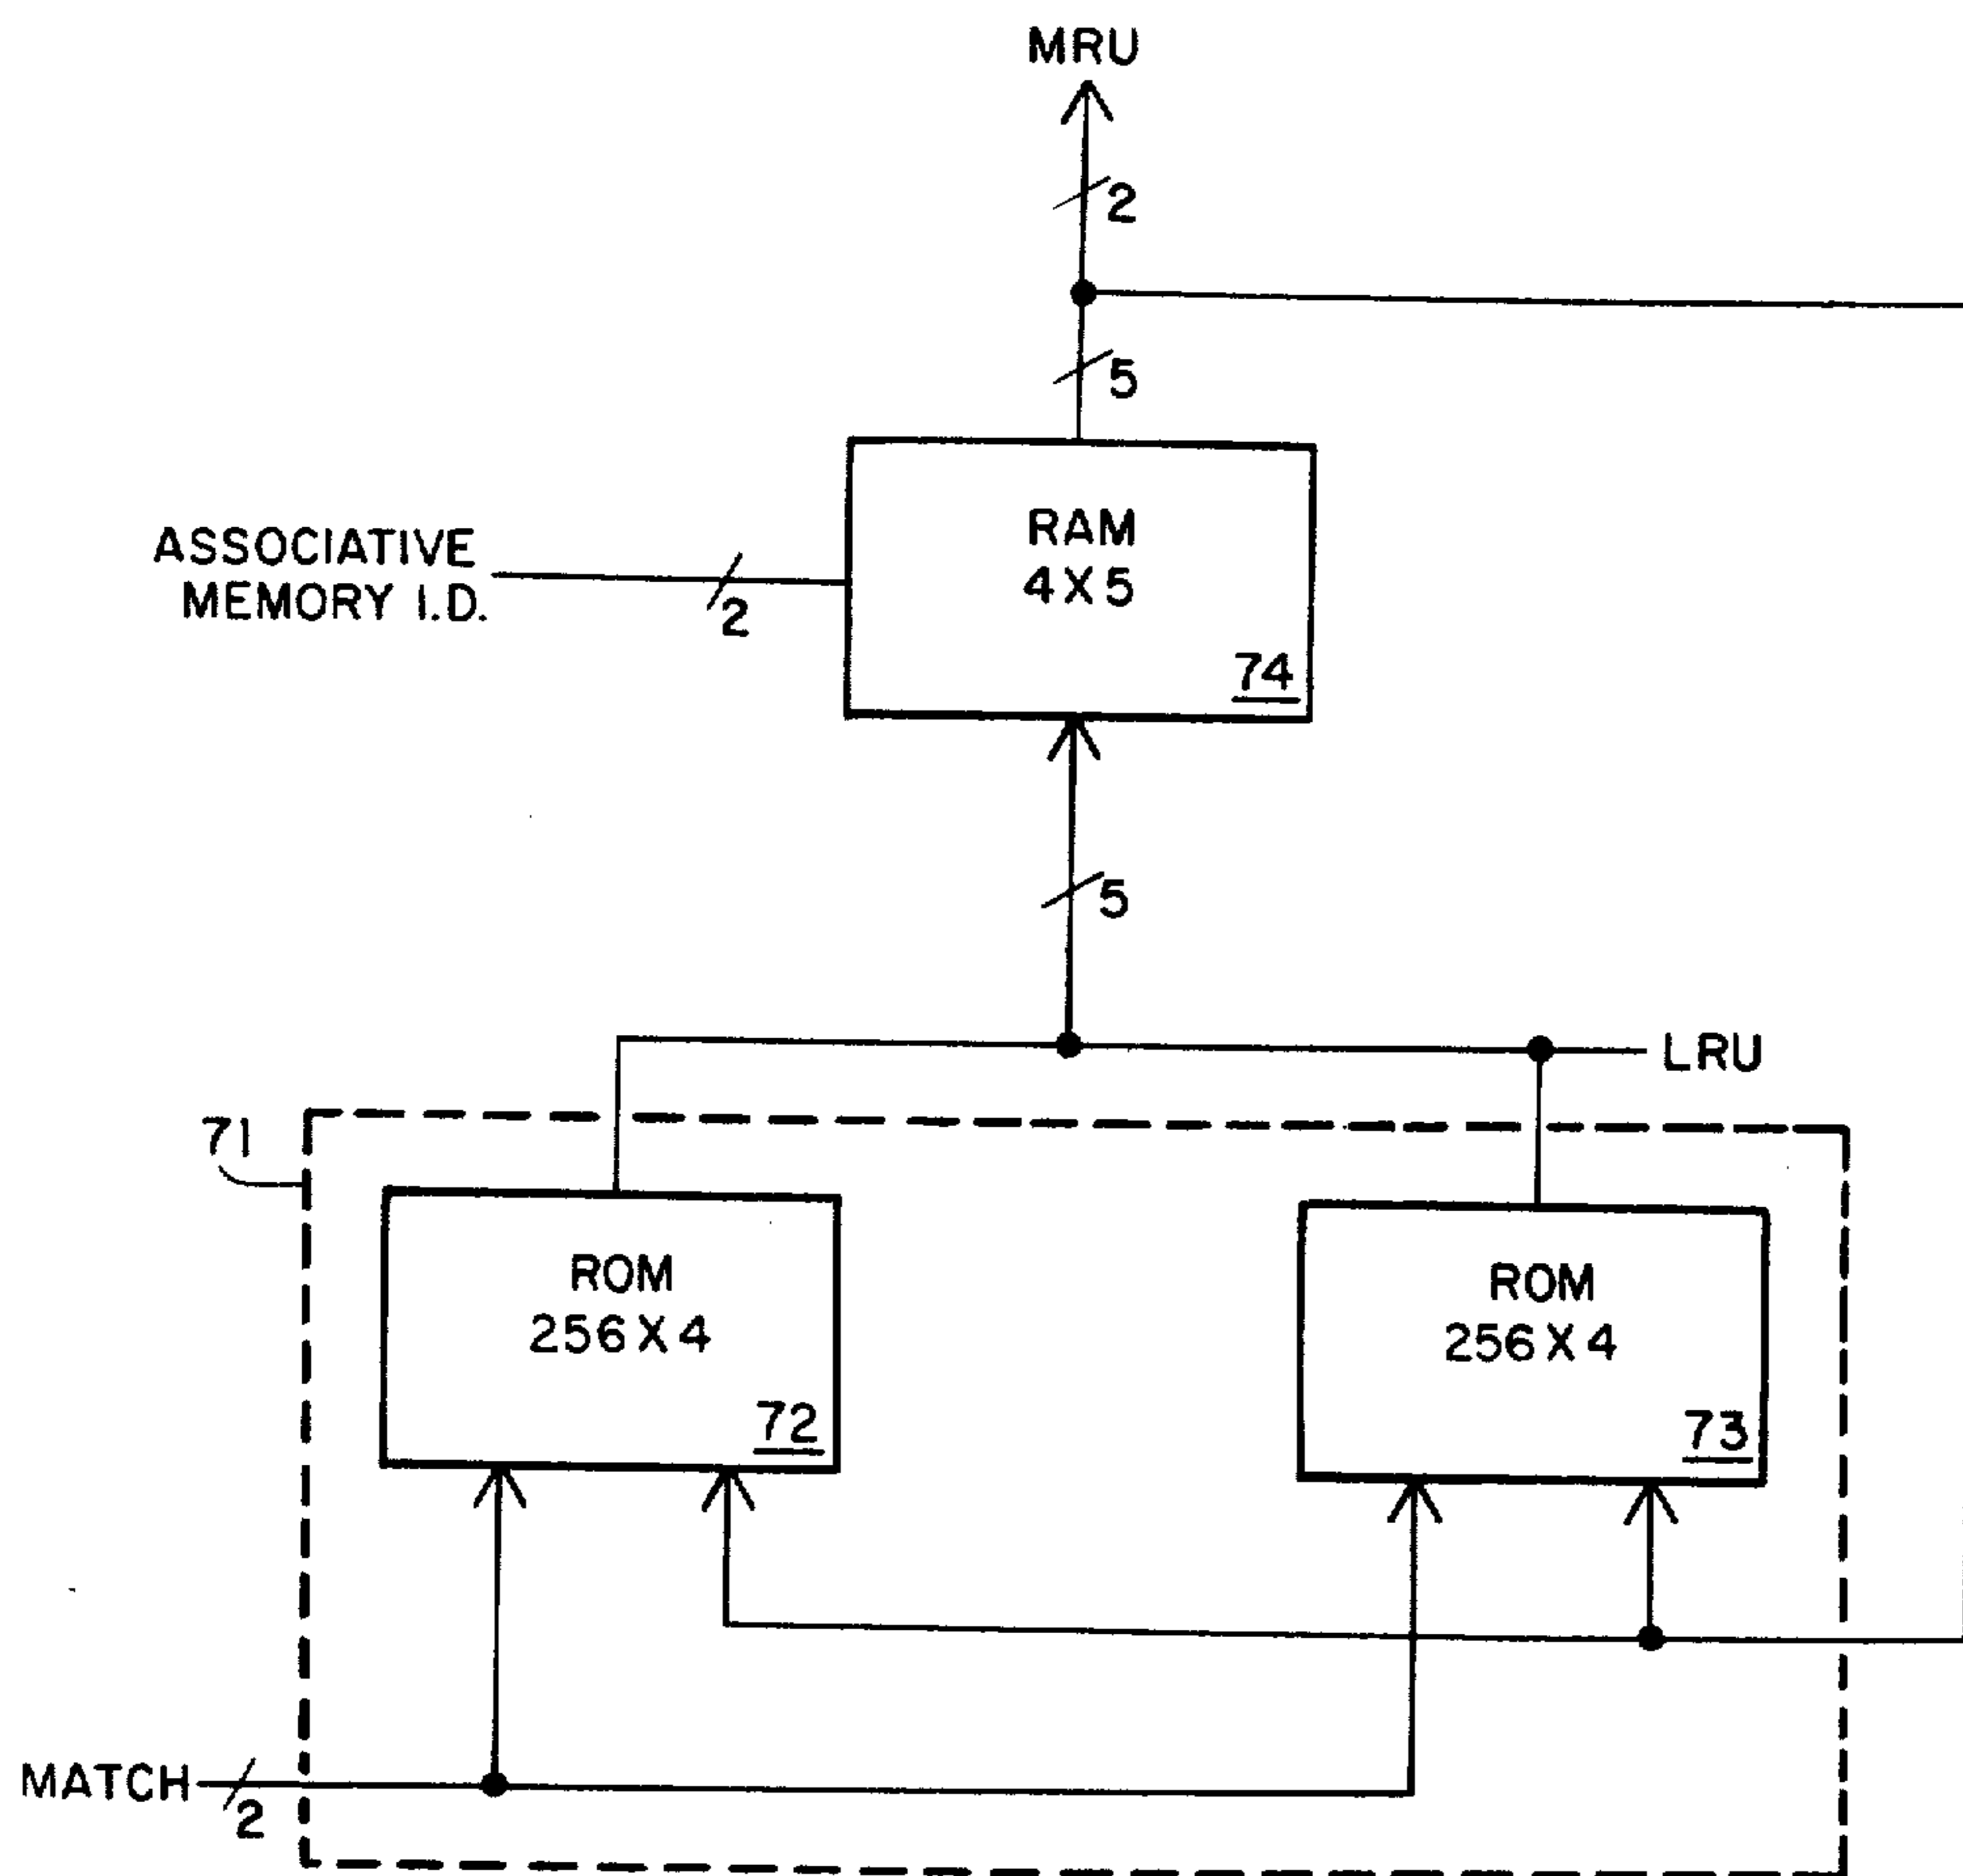 MRU
2
5
ASSOCIATIVE
MEMORY I.D.
2
RAM
4X5
74
5
LRU
71
ROM
256X4
72
ROM
256X4
73
MATCH
2